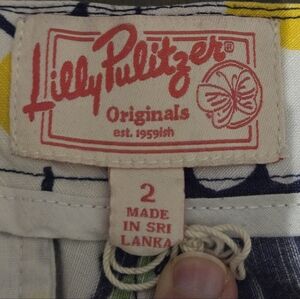 Lilly Pulitzer®
Originals
est. 1959ish
2
MADE
IN SRI
LANKA